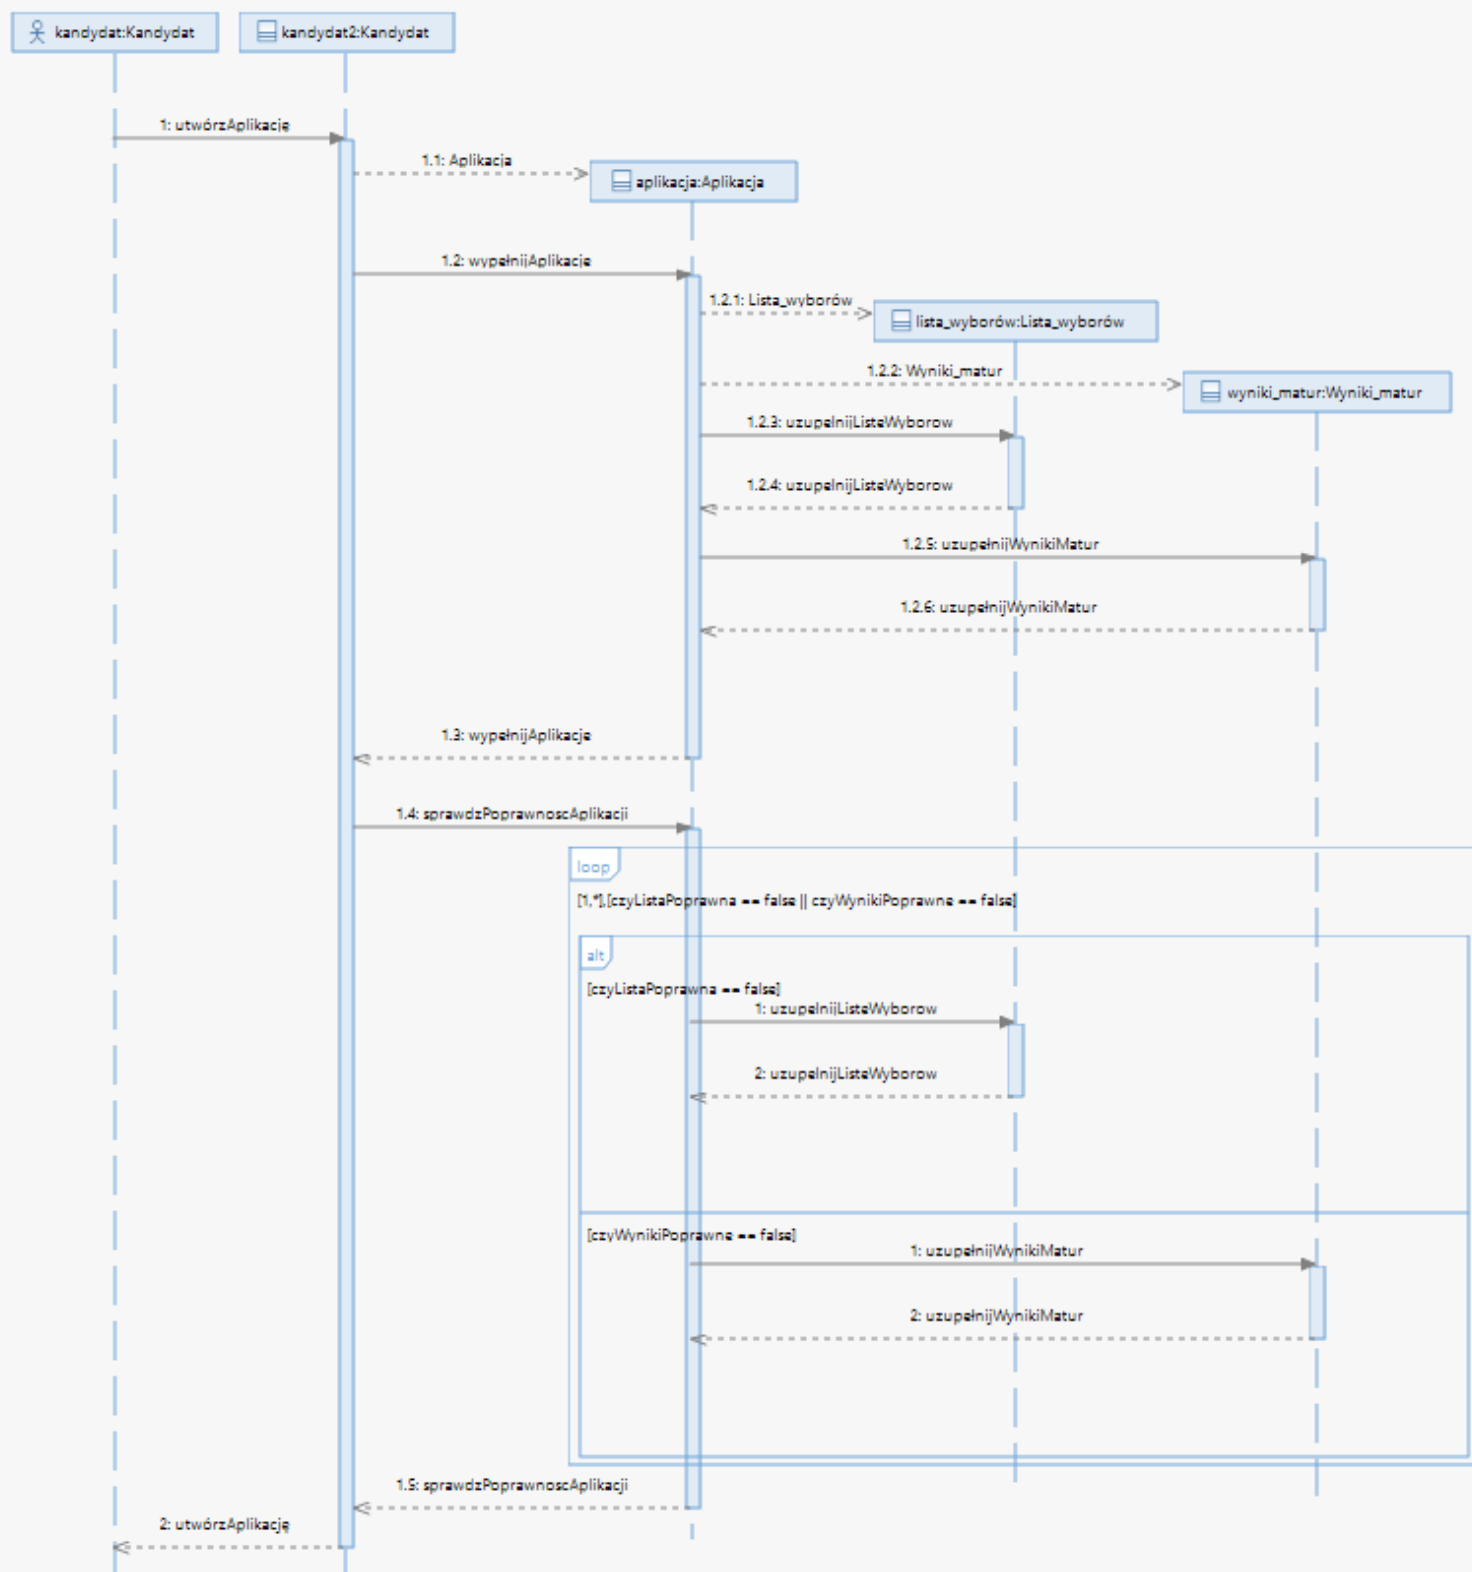 kandydat:Kandydat
kandydat2:Kandydat
1: utwórzAplikację
1.1: Aplikacja
aplikacja:Aplikacja
1.2: wypełnijAplikacje
1.2.1: Lista_wyborów
lista_wyborów:Lista_wyborów
1.2.2: Wyniki_matur
wyniki_matur:Wyniki_matur
1.2.3: uzupelnijListeWyborow
1.2.4: uzupelnijListeWyborow
1.2.5: uzupełnijWynikiMatur
1.2.6: uzupełnijWynikiMatur
1.3: wypełnijAplikacje
1.4: sprawdzPoprawnoscAplikacji
loop
[1,*],[czyListaPoprawna == false || czyWynikiPoprawne == false]
alt
[czyListaPoprawna == false]
1: uzupelnijListeWyborow
2: uzupelnijListeWyborow
[czyWynikiPoprawne == false]
1: uzupełnijWynikiMatur
2: uzupełnijWynikiMatur
1.5: sprawdzPoprawnoscAplikacji
2: utwórzAplikację